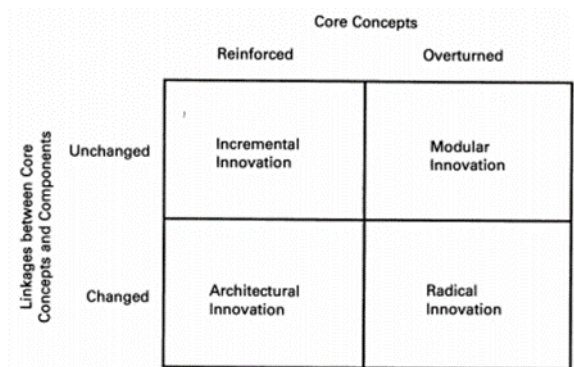 Core Concepts
Reinforced Overturned
Linkages between Core
Concepts and Components
Unchanged
Incremental
Innovation
Modular
Innovation
Changed
Architectural
Innovation
Radical
Innovation